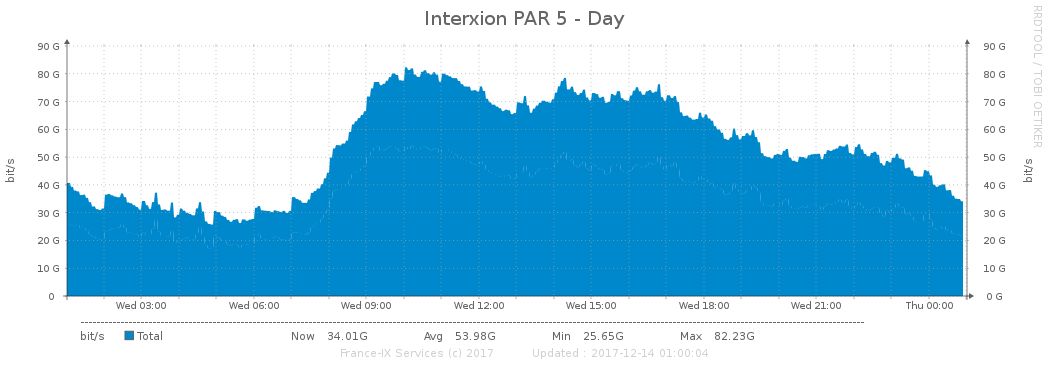 Interxion PAR 5 - Day
RRDTOOL / TOBI OETIKER
bit/s
bit/s
90 G 90 G
80 G 80 G
70 G 70 G
60 G 60 G
50 G 50 G
40 G 40 G
30 G 30 G
20 G 20 G
10 G 10 G
0 0 G
Wed 03:00 Wed 06:00 Wed 09:00 Wed 12:00 Wed 15:00 Wed 18:00 Wed 21:00 Thu 00:00
bit/s Total Now 34.01G Avg 53.98G Min 25.65G Max 82.23G
France-IX Services (c) 2017 Updated : 2017-12-14 01:00:04